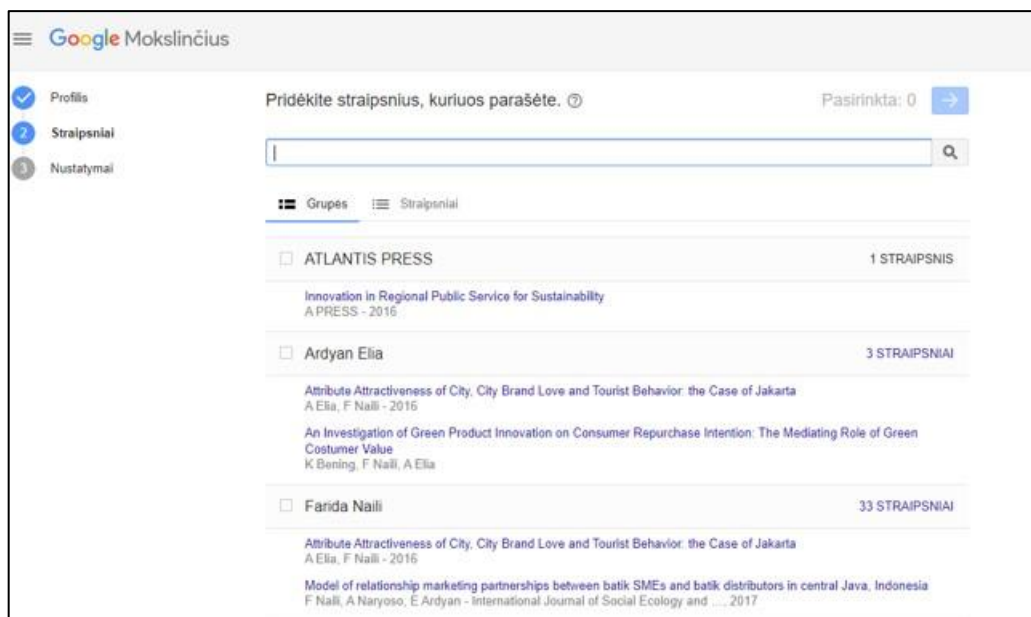 Google Mokslinčius
Profilis
2
Straipsniai
3
Nustatymai
Pridėkite straipsnius, kuriuos parašėte.
Pasirinkta: 0
Grupės
Straipsniai
ATLANTIS PRESS
1 STRAIPSNIS
Innovation in Regional Public Service for Sustainability
A PRESS - 2016
Ardyan Elia
3 STRAIPSNIAI
Attribute Attractiveness of City, City Brand Love and Tourist Behavior: the Case of Jakarta
A Elia, F Naili - 2016
An Investigation of Green Product Innovation on Consumer Repurchase Intention: The Mediating Role of Green
Costumer Value
K Bening, F Naili, A Elia
Farida Naili
33 STRAIPSNIAI
Attribute Attractiveness of City, City Brand Love and Tourist Behavior: the Case of Jakarta
A Elia, F Naili - 2016
Model of relationship marketing partnerships between batik SMEs and batik distributors in central Java, Indonesia
F Naili, A Naryoso, E Ardyan - International Journal of Social Ecology and ..., 2017